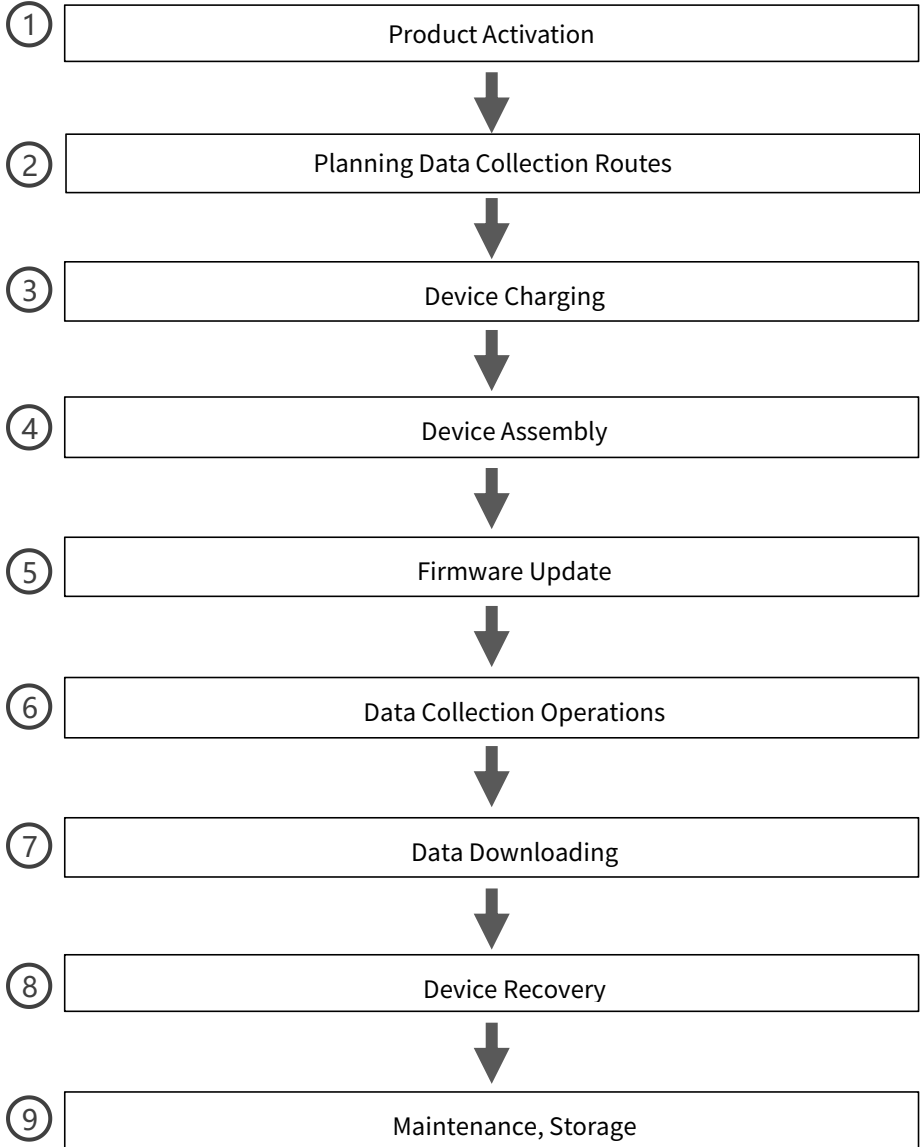 1 Product Activation
2 Planning Data Collection Routes
3 Device Charging
4 Device Assembly
5 Firmware Update
6 Data Collection Operations
7 Data Downloading
8 Device Recovery
9 Maintenance, Storage